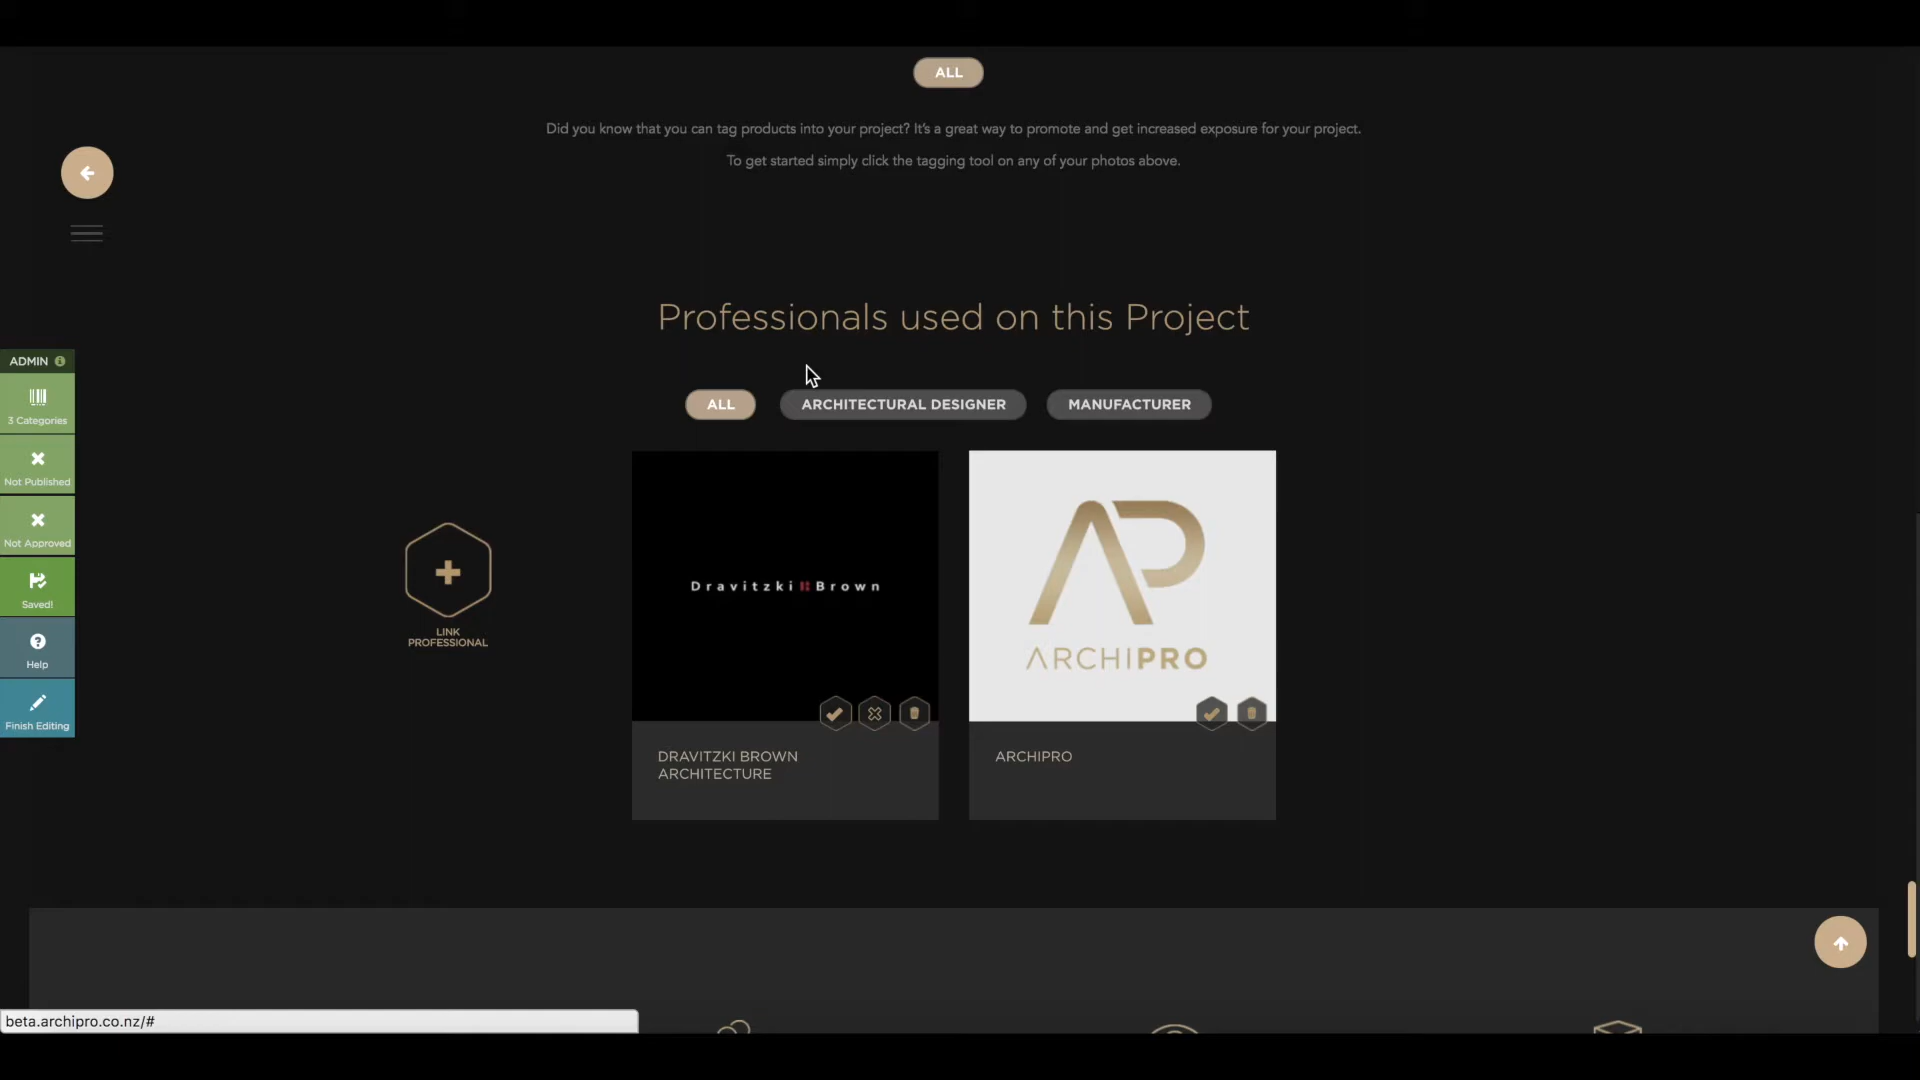 ALL
Did you know that you can tag products into your project? It's a great way to promote and get increased exposure for your project.
To get started simply click the tagging tool on any of your photos above.
Professionals used on this Project
ADMIN
3 Categories
Not Published
Not Approved
Saved!
Help
Finish Editing
ALL
ARCHITECTURAL DESIGNER
MANUFACTURER
LINK
PROFESSIONAL
Dravitzki Brown
DRAVITZKI BROWN
ARCHITECTURE
AP
ARCHIPRO
ARCHIPRO
beta.archipro.co.nz/#